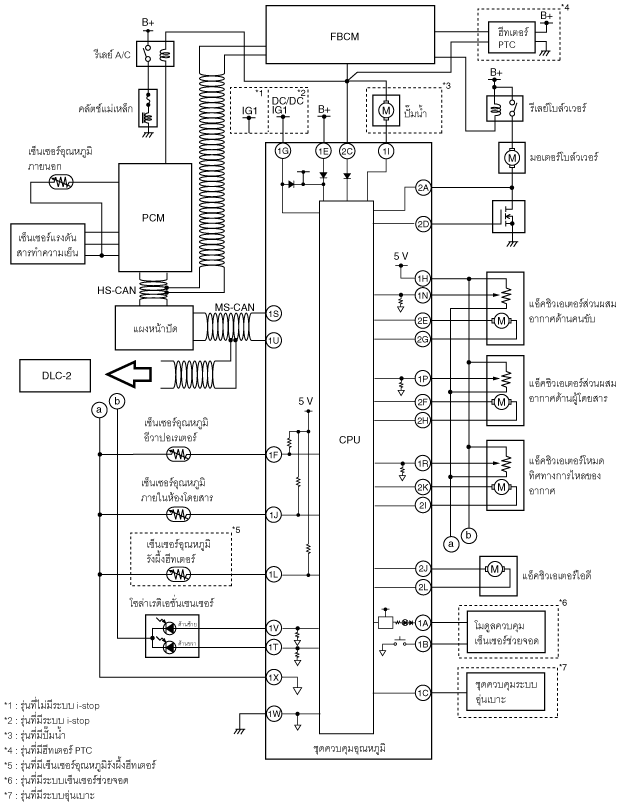 *4
B+
FBCM
ฮีทเตอร์
PTC
B+
รีเลย์ A/C
คลัตช์แม่เหล็ก
*1
IG1
*2
DC/DC
IG1
B+
*3
M
ปั๊มน้ำ
B+
รีเลย์โบล์วเวอร์
M
มอเตอร์โบล์วเวอร์
1G
1E
2C
1I
เซ็นเซอร์อุณหภูมิ
ภายนอก
PCM
2A
2D
เซ็นเซอร์แรงดัน
สารทำความเย็น
5 V
HS-CAN
1H
1N
2E
2G
M
แอ็คชิวเอเตอร์ส่วนผสม
อากาศด้านคนขับ
MS-CAN
แผงหน้าปัด
1S
1U
DLC-2
1P
2F
2H
M
แอ็คชิวเอเตอร์ส่วนผสม
อากาศด้านผู้โดยสาร
a
b
5 V
CPU
เซ็นเซอร์อุณหภูมิ
อีวาปอเรเตอร์
1F
1R
2K
2I
M
แอ็คชิวเอเตอร์โหมด
ทิศทางการไหลของ
อากาศ
เซ็นเซอร์อุณหภูมิ
ภายในห้องโดยสาร
1J
a
b
*5
เซ็นเซอร์อุณหภูมิ
รังผึ้งฮีทเตอร์
1L
2J
2L
M
แอ็คชิวเอเตอร์ไอดี
โซล่าเรดิเอชั่นเซนเซอร์
ด้านซ้าย
ด้านขวา
1V
1T
1A
1B
*6
โมดูลควบคุม
เซ็นเซอร์ช่วยจอด
1X
1C
*7
ชุดควบคุมระบบ
อุ่นเบาะ
1W
ชุดควบคุมอุณหภูมิ
*1 : รุ่นที่ไม่มีระบบ i-stop
*2 : รุ่นที่มีระบบ i-stop
*3 : รุ่นที่มีปั๊มน้ำ
*4 : รุ่นที่มีฮีทเตอร์ PTC
*5 : รุ่นที่มีเซ็นเซอร์อุณหภูมิรังผึ้งฮีทเตอร์
*6 : รุ่นที่มีระบบเซ็นเซอร์ช่วยจอด
*7 : รุ่นที่มีระบบอุ่นเบาะ